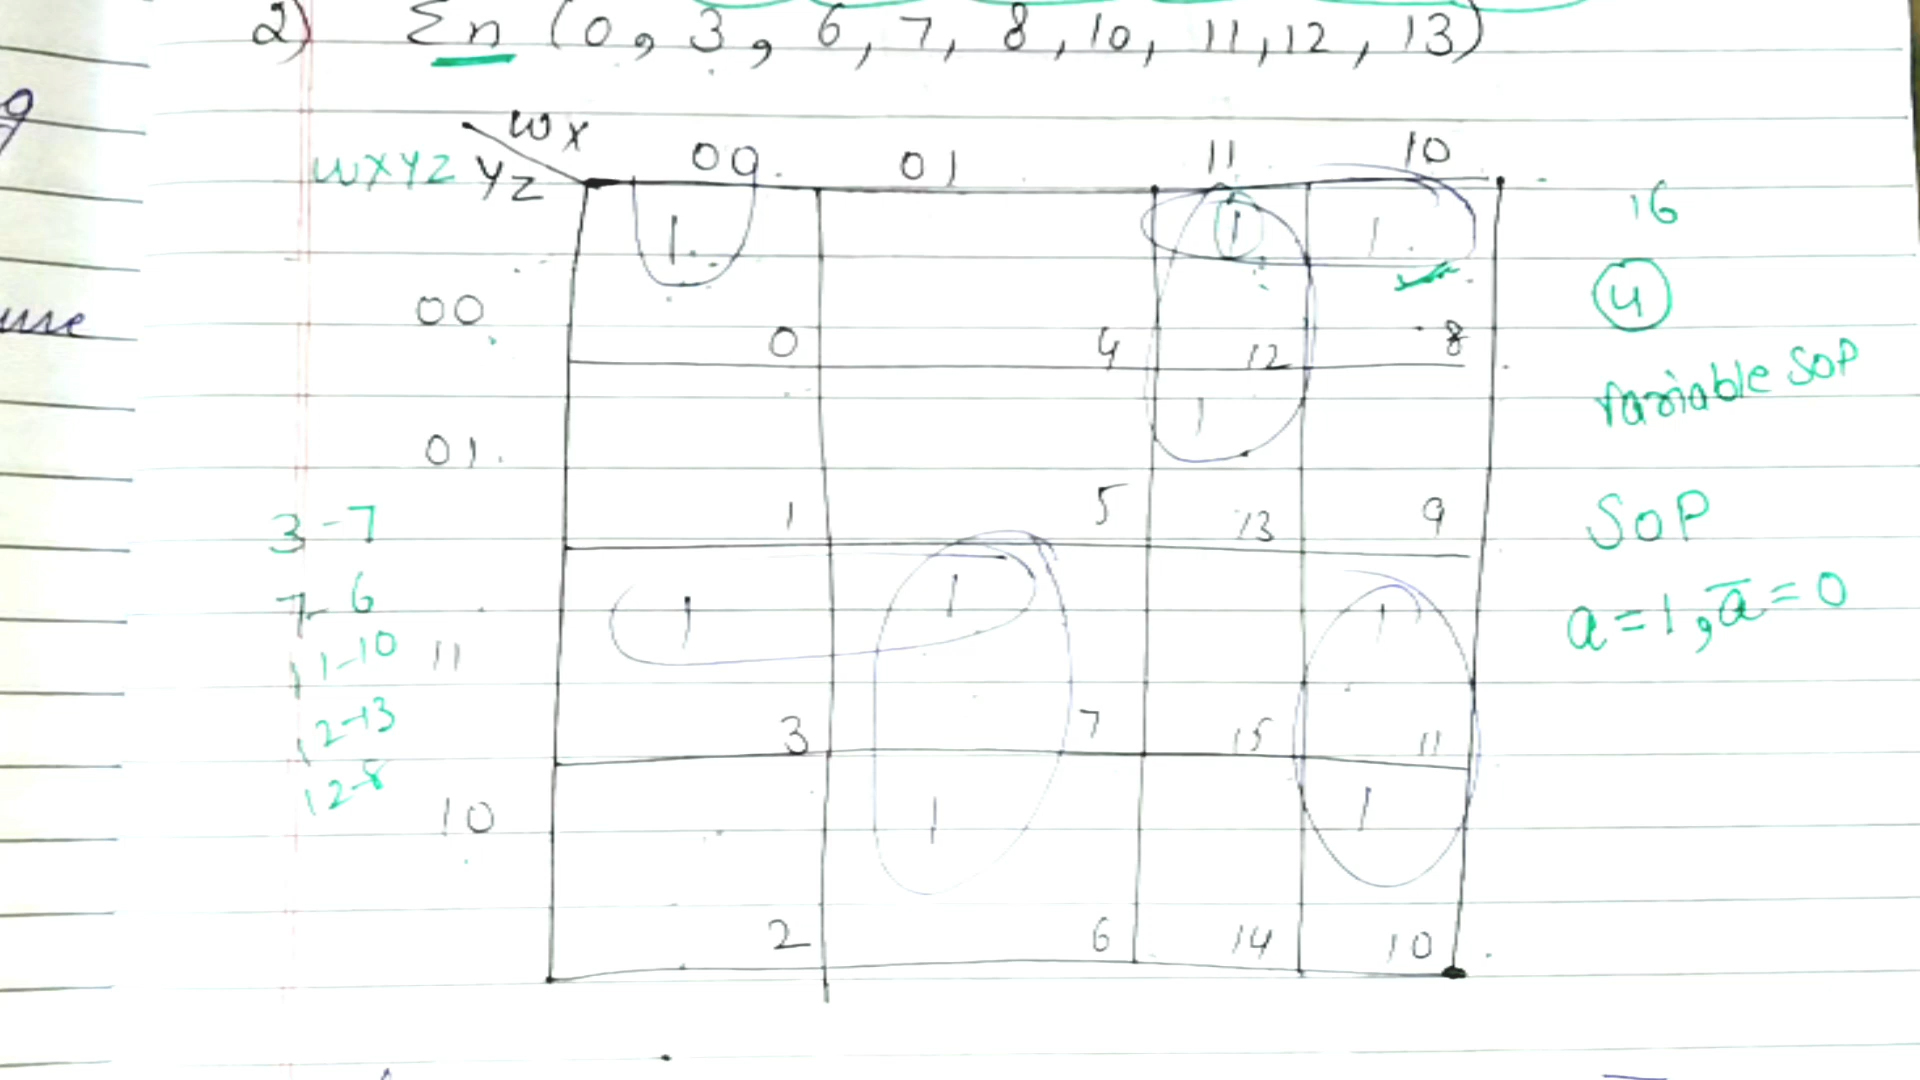 2) Σn (0, 3, 6, 7, 8, 10, 11, 12, 13)
wx
wxyz yz 00 01 11 10
1 1 1 16
4
00 0 4 12 8
variable SOP
1
01
1 5 13 9 SOP
3-7
7-6 1 1 1 a=1, ā=0
11-10 11
12-13 3 7 15 11
12-8
10 1 1
2 6 14 10